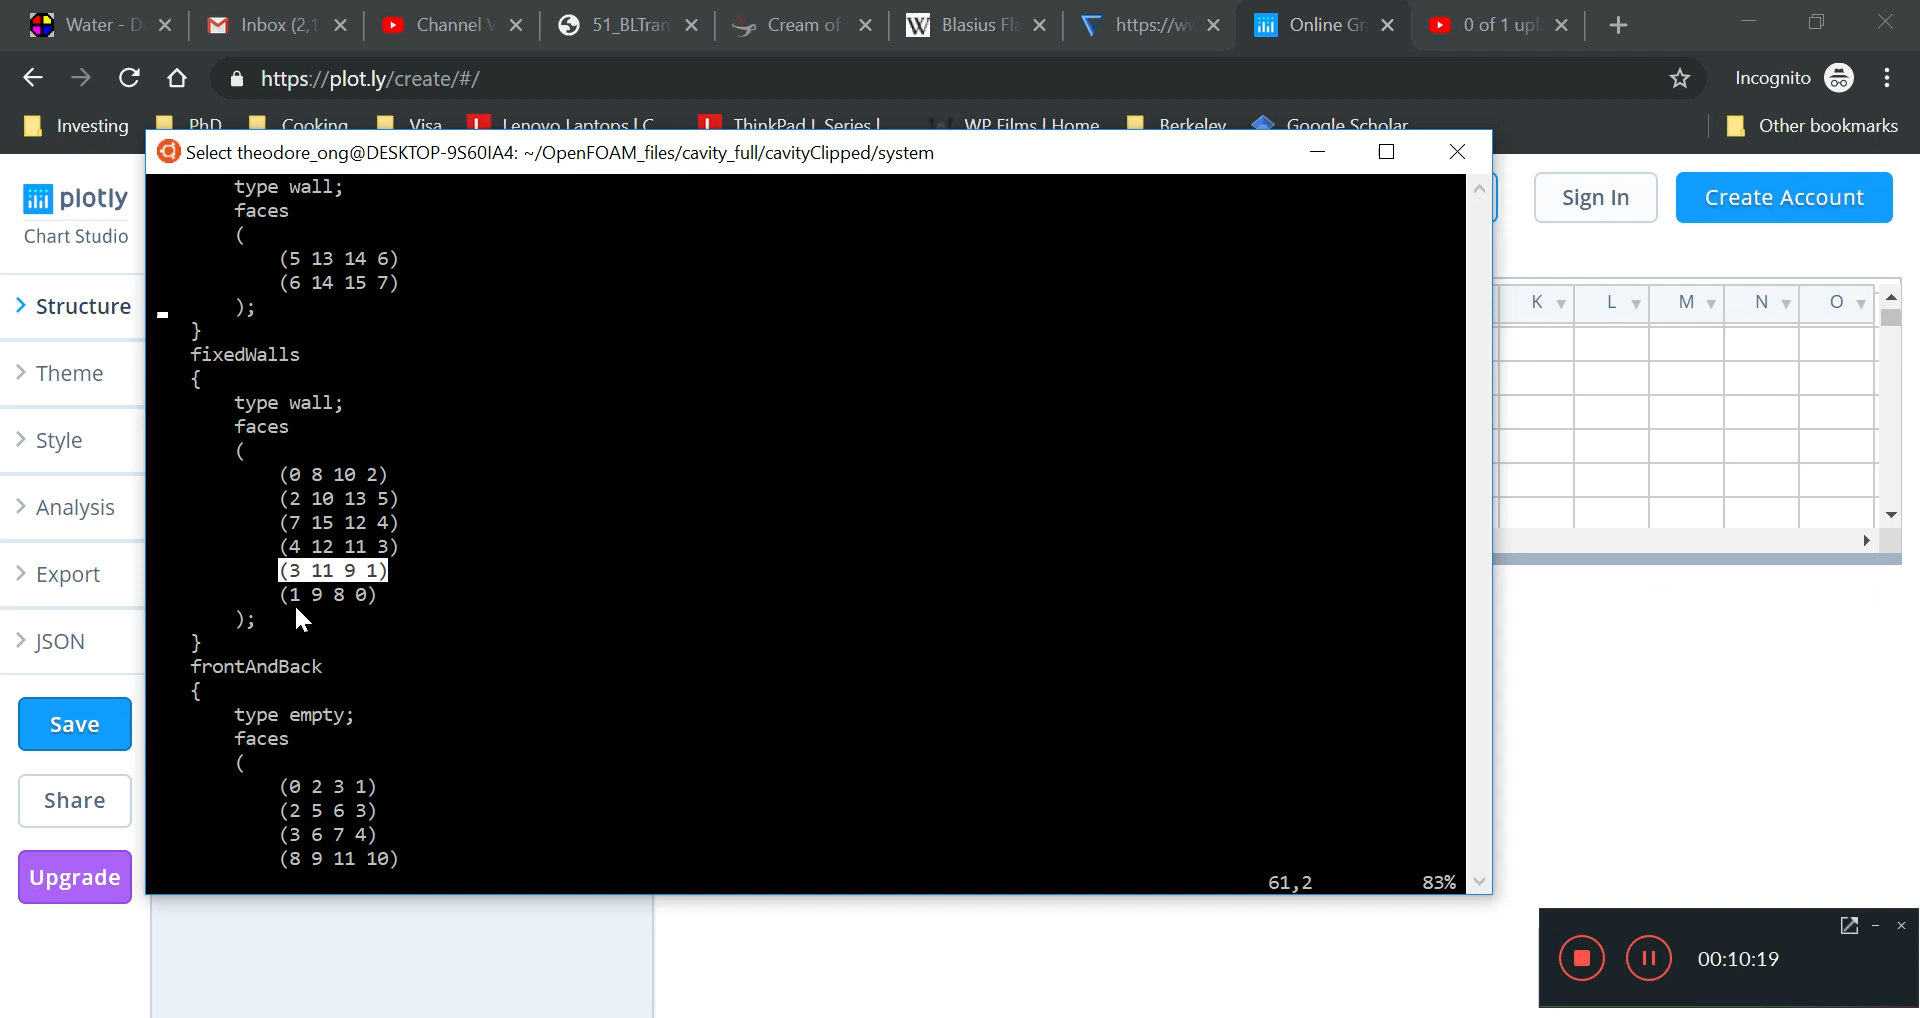 Water - D
Inbox (2,1
Channel V
51_BLTran
Cream of
Blasius Fla
https://wv
Online Gr
0 of 1 upl
https://plot.ly/create/#/
Incognito
Investing
PhD
Cooking
Visa
Lenovo Laptops | C
ThinkPad L Series |
WP Films | Home
Berkeley
Google Scholar
Other bookmarks
Select theodore_ong@DESKTOP-9S60IA4: ~/OpenFOAM_files/cavity_full/cavityClipped/system
plotly
Chart Studio
Sign In
Create Account
Structure
Theme
Style
Analysis
Export
JSON
Save
Share
Upgrade
K L M N O
type wall;
faces
(
(5 13 14 6)
(6 14 15 7)
);
}
fixedWalls
{
type wall;
faces
(
(0 8 10 2)
(2 10 13 5)
(7 15 12 4)
(4 12 11 3)
(3 11 9 1)
(1 9 8 0)
);
}
frontAndBack
{
type empty;
faces
(
(0 2 3 1)
(2 5 6 3)
(3 6 7 4)
(8 9 11 10)
61,2 83%
00:10:19